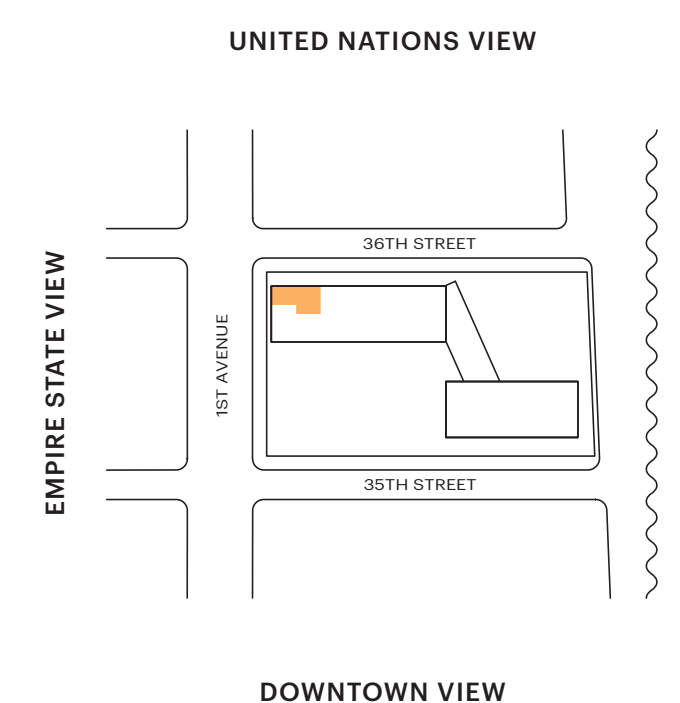 UNITED NATIONS VIEW
36TH STREET
EMPIRE STATE VIEW
1ST AVENUE
35TH STREET
DOWNTOWN VIEW